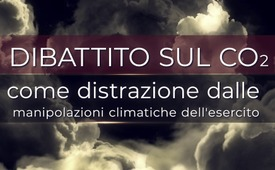 DIBATTITO SUL CO₂
come distrazione dalle
manipolazioni climatiche dell'esercito